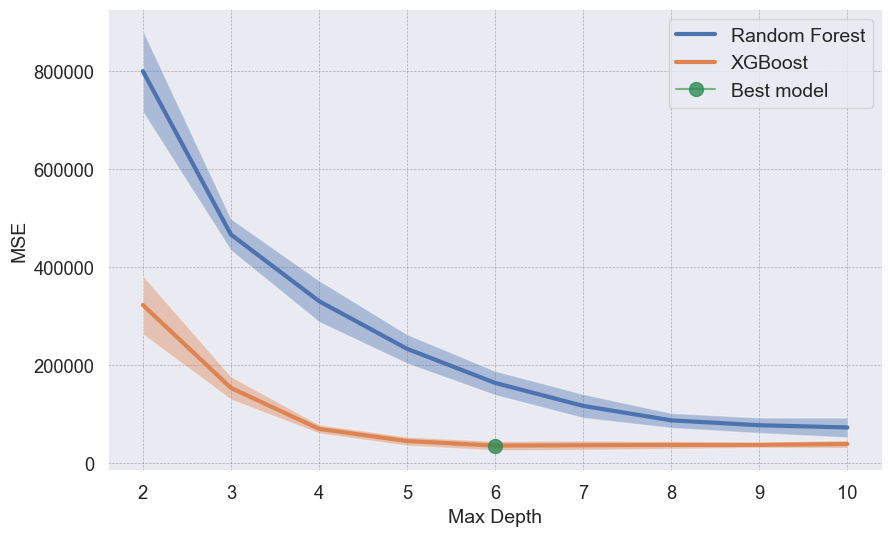 Random Forest
XGBoost
Best model
800000
600000
400000
200000
0
MSE
2 3 4 5 6 7 8 9 10
Max Depth